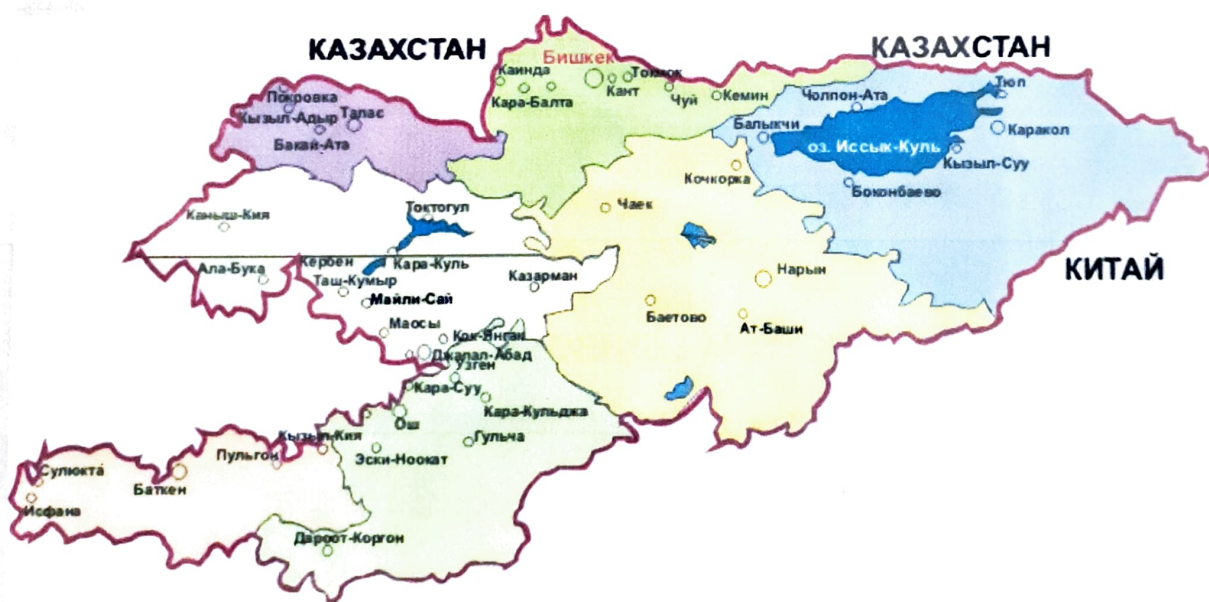 КАЗАХСТАН
КАЗАХСТАН
Бишкек
Каинда
Токмок
Кара-Балта
Кант
Чуй
Кемин
Чолпон-Ата
Тюп
Покровка
Кызыл-Адыр
Талас
Бакай-Ата
Балыкчи
Каракол
оз. Иссык-Куль
Кызыл-Суу
Кочкорка
Боконбаево
Каныш-Кия
Токтогул
Чаек
Кербен
Кара-Куль
Ала-Бука
Таш-Кумыр
Казарман
Нарын
КИТАЙ
Майли-Сай
Баетово
Ат-Баши
Маосы
Кок-Янгак
Джалал-Абад
Узген
Кара-Суу
Кара-Кульджа
Ош
Кызыл-Кия
Гульча
Эски-Ноокат
Пульгон
Сулюкта
Баткен
Исфана
Дароот-Коргон